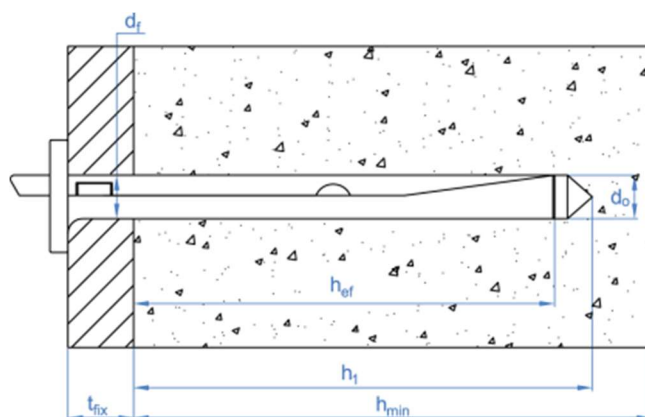 d_f
d_o
h_ef
h_1
t_fix
h_min